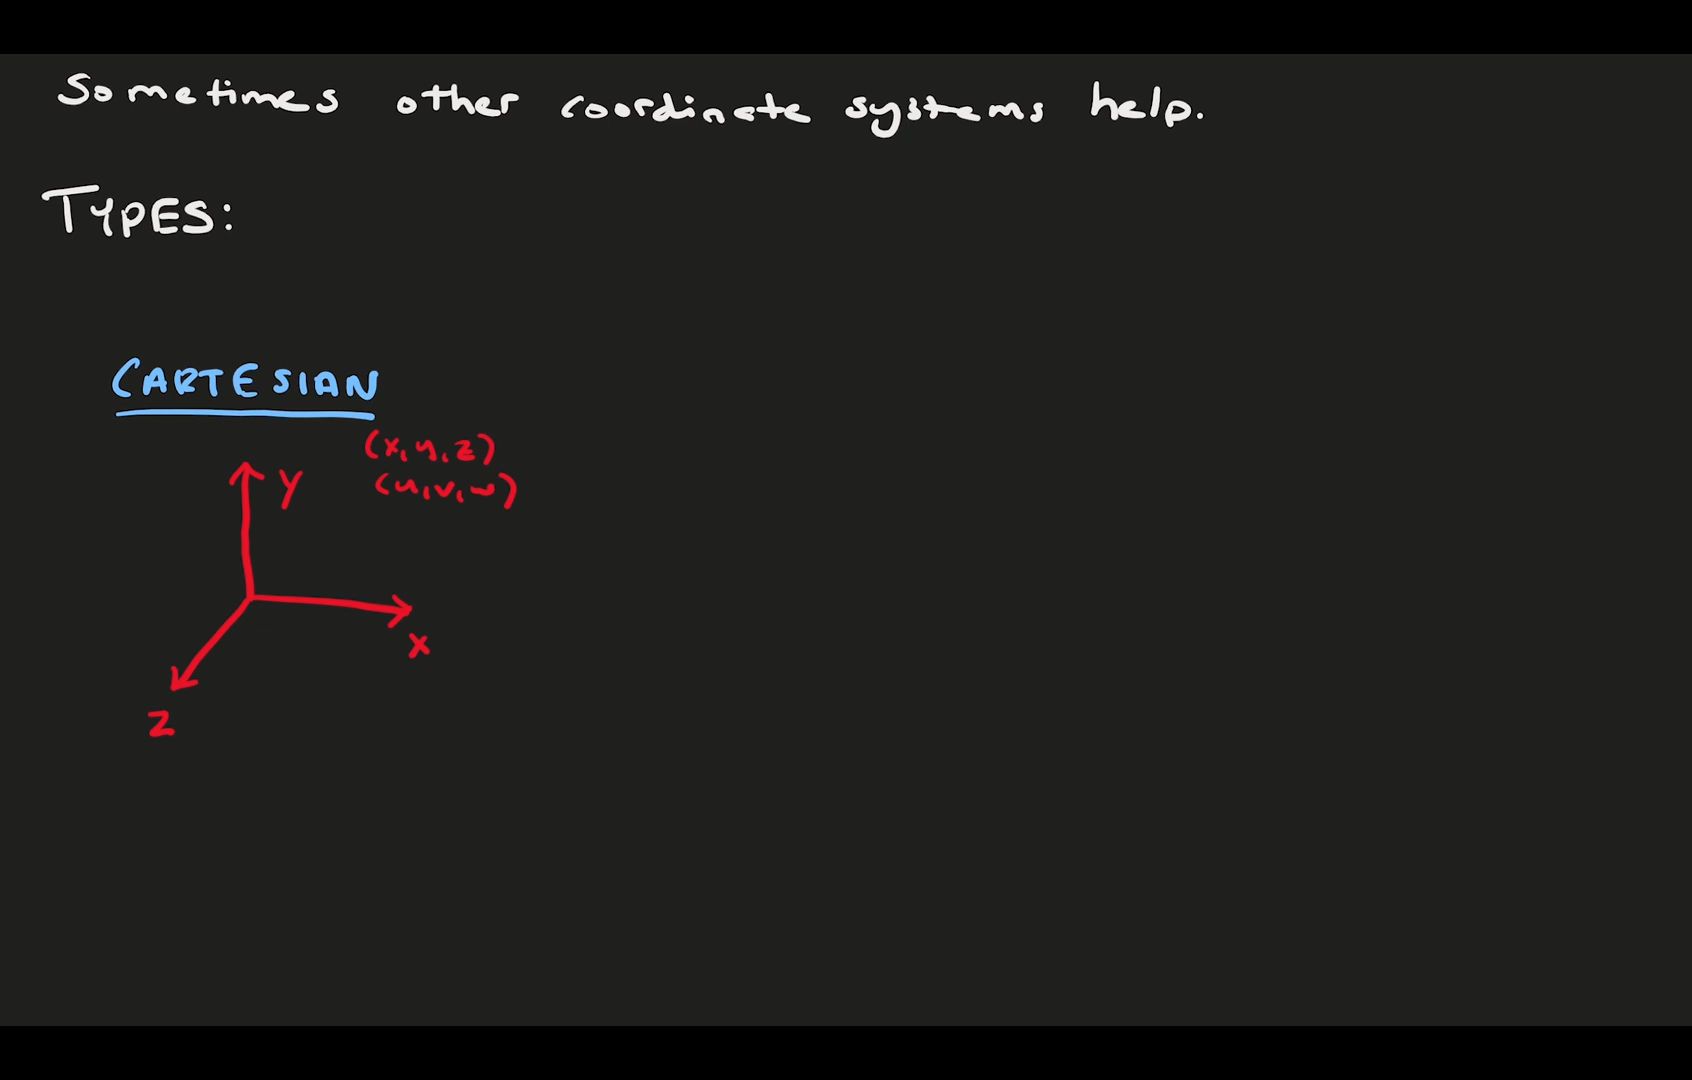 Sometimes other coordinate systems help.
TYPES:
CARTESIAN
(x, y, z)
(u, v, w)
y
x
z